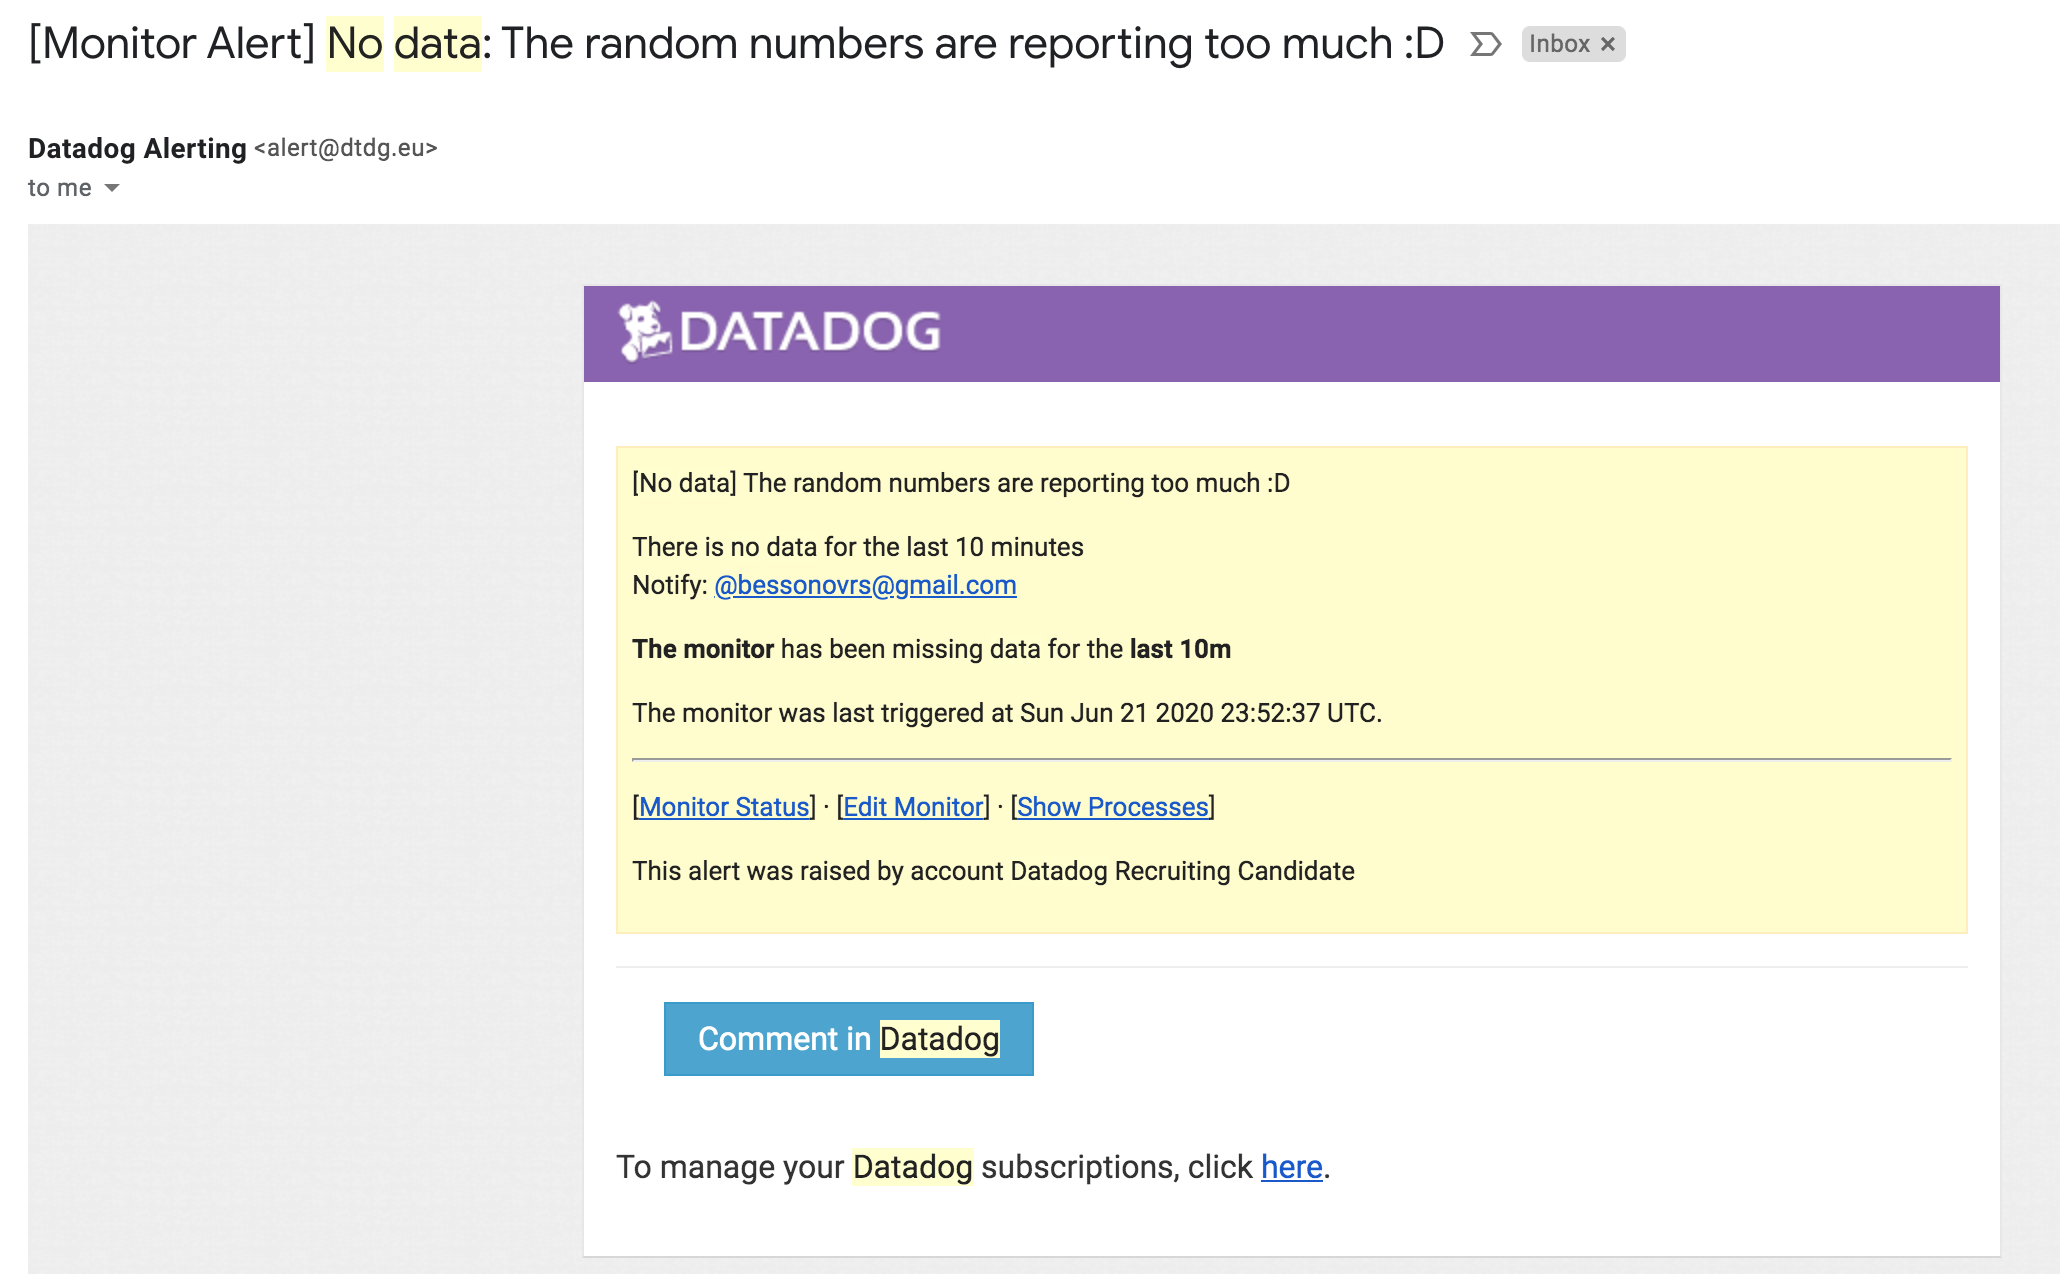 [Monitor Alert] No data: The random numbers are reporting too much :D Inbox ×
Datadog Alerting <alert@dtdg.eu>
to me
DATADOG
[No data] The random numbers are reporting too much :D
There is no data for the last 10 minutes
Notify: @bessonovrs@gmail.com
The monitor has been missing data for the last 10m
The monitor was last triggered at Sun Jun 21 2020 23:52:37 UTC.
[Monitor Status] · [Edit Monitor] · [Show Processes]
This alert was raised by account Datadog Recruiting Candidate
Comment in Datadog
To manage your Datadog subscriptions, click here.